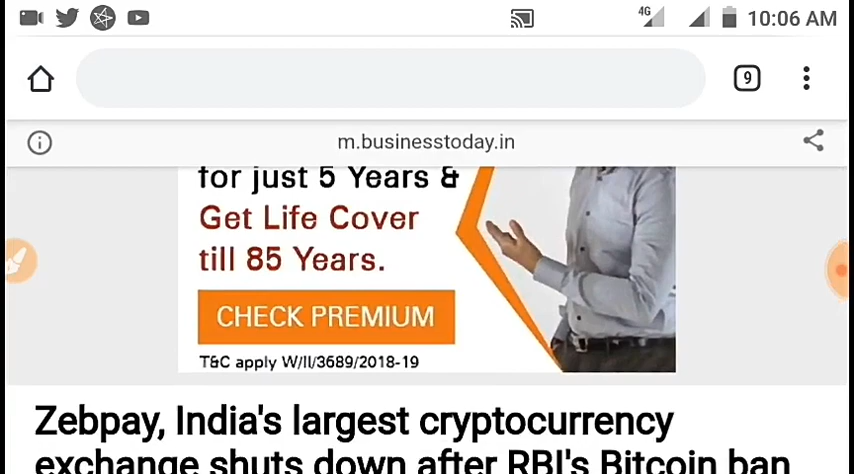 4G
10:06 AM
9
m.businesstoday.in
for just 5 Years &
Get Life Cover
till 85 Years.
CHECK PREMIUM
T&C apply W/II/3689/2018-19
Zebpay, India's largest cryptocurrency
exchange shuts down after RBI's Bitcoin ban